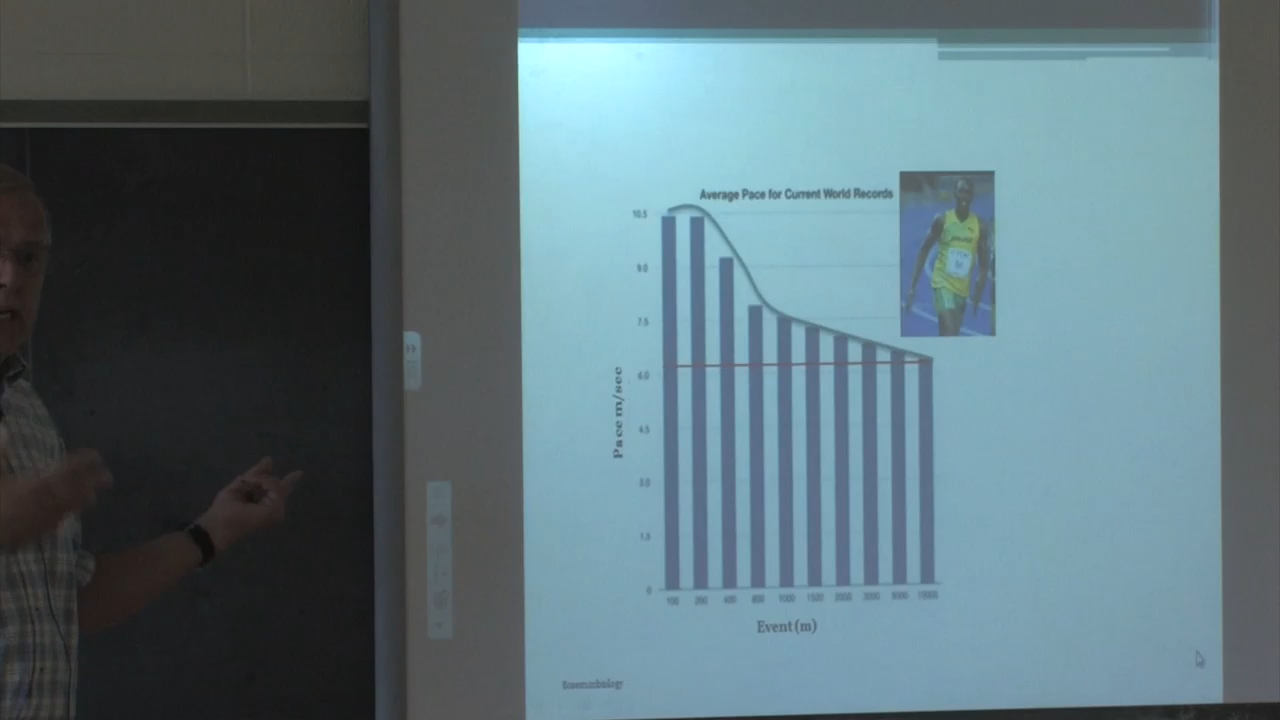 Average Pace for Current World Records
10.5
9.0
7.5
6.0
4.5
3.0
1.5
0
Pace m/sec
100 200 400 800 1000 1500 2000 3000 5000 10000
Event (m)